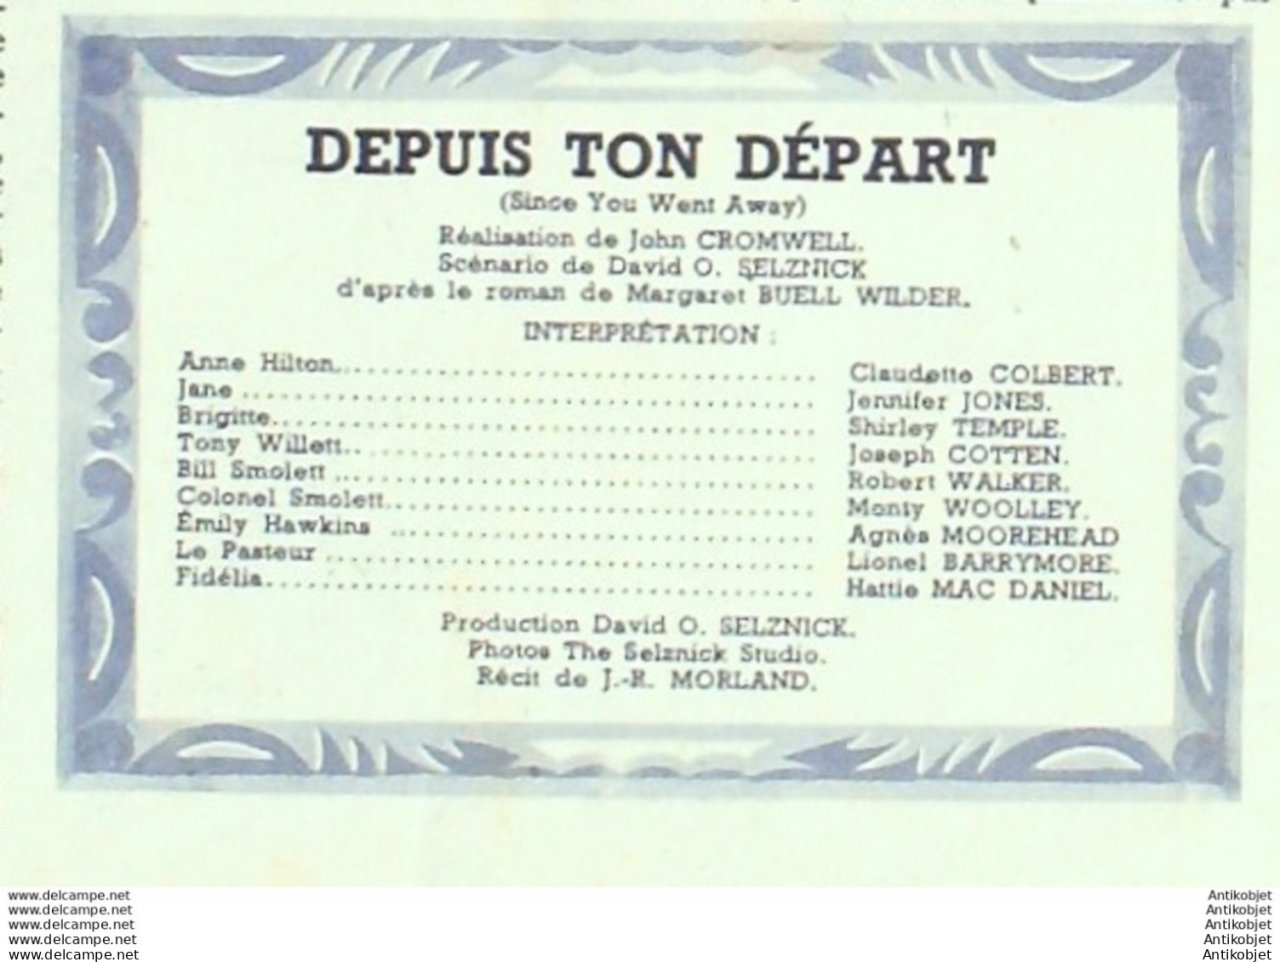 DEPUIS TON DÉPART
(Since You Went Away)
Réalisation de John CROMWELL.
Scénario de David O. SELZNICK
d'après le roman de Margaret BUELL WILDER.
INTERPRÉTATION :
Anne Hilton........................................ Claudette COLBERT.
Jane ........................................ Jennifer JONES.
Brigitte........................................ Shirley TEMPLE.
Tony Willett........................................ Joseph COTTEN.
Bill Smolett ........................................ Robert WALKER.
Colonel Smolett........................................ Monty WOOLLEY.
Émily Hawkins ........................................ Agnès MOOREHEAD
Le Pasteur ........................................ Lionel BARRYMORE.
Fidélia........................................ Hattie MAC DANIEL.
Production David O. SELZNICK.
Photos The Selznick Studio.
Récit de J.-R. MORLAND.
www.delcampe.net Antikobjet
www.delcampe.net Antikobjet
www.delcampe.net Antikobjet
www.delcampe.net Antikobjet
www.delcampe.net Antikobjet